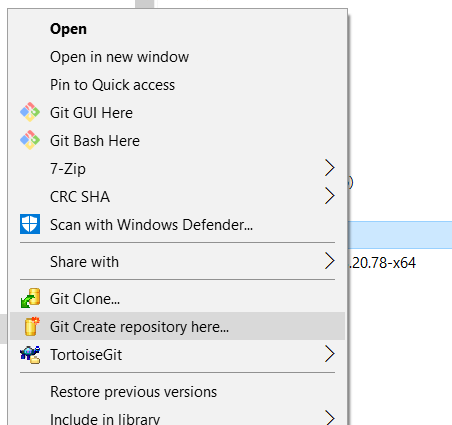 Open
Open in new window
Pin to Quick access
Git GUI Here
Git Bash Here
7-Zip
CRC SHA
Scan with Windows Defender...
Share with
.20.78-x64
Git Clone...
Git Create repository here...
TortoiseGit
Restore previous versions
Include in library